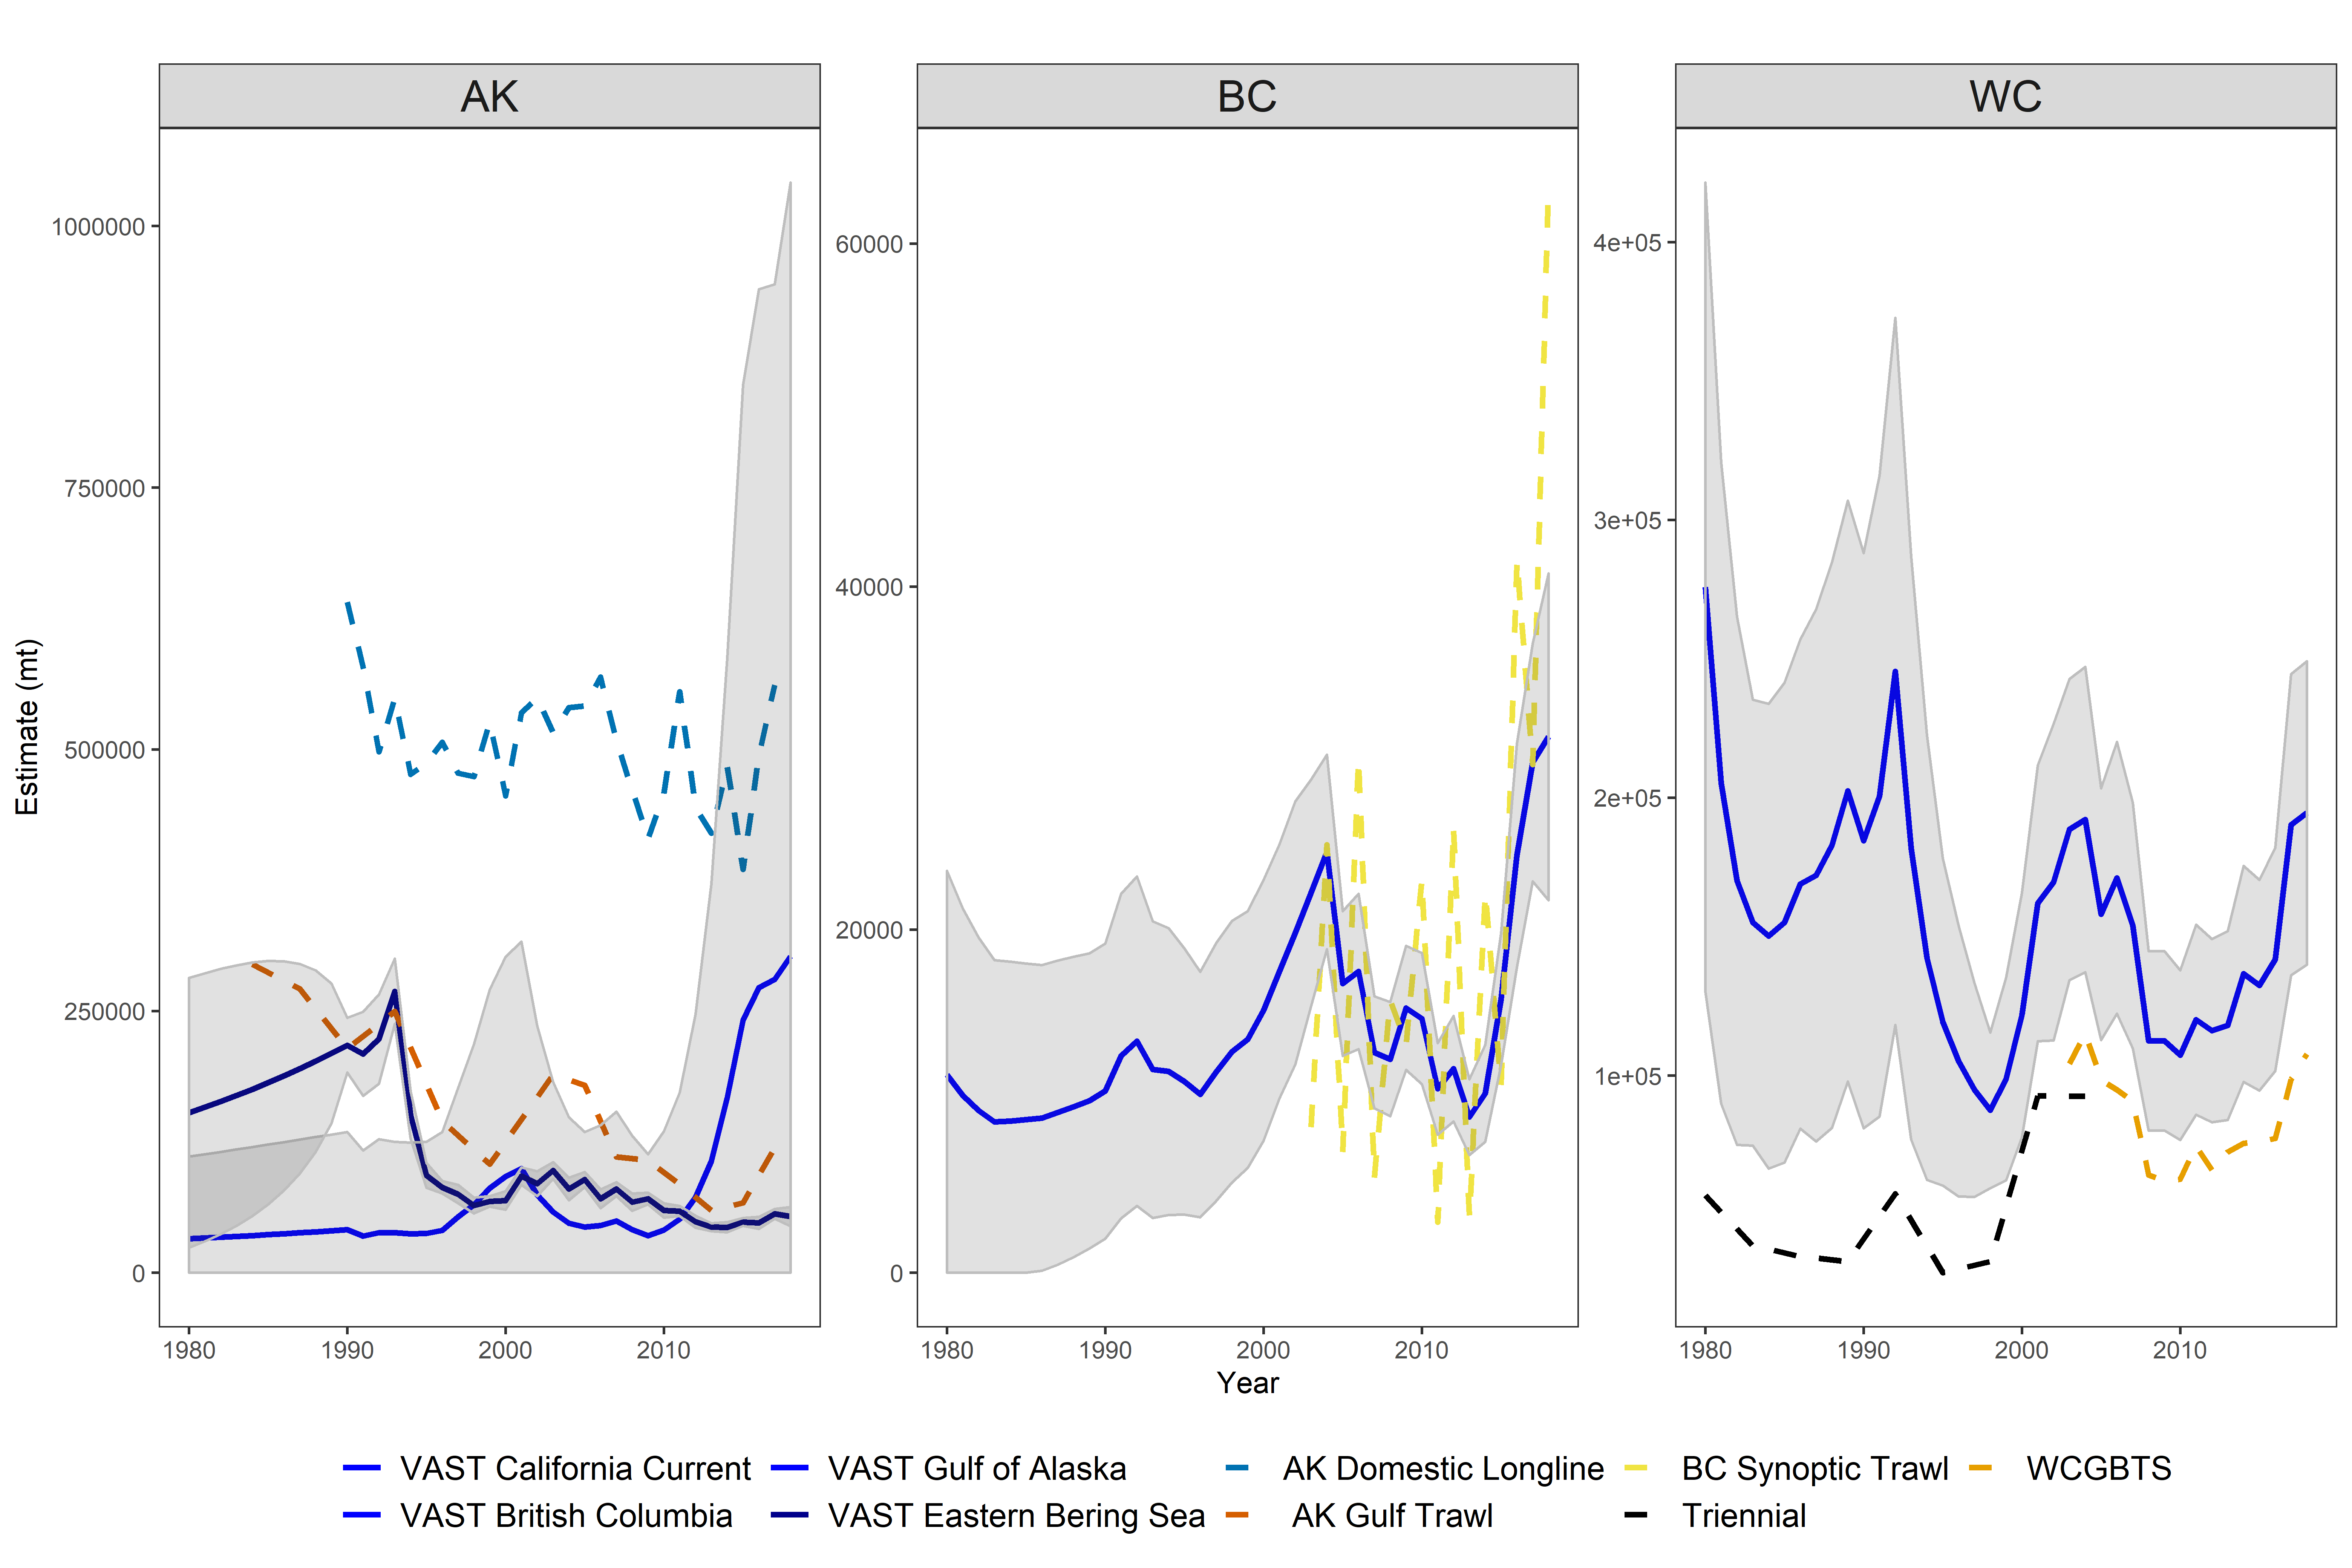 AK BC WC
Estimate (mt)
1000000
750000
500000
250000
0
60000
40000
20000
0
4e+05
3e+05
2e+05
1e+05
1980 1990 2000 2010 1980 1990 2000 2010 1980 1990 2000 2010
Year
VAST California Current VAST Gulf of Alaska AK Domestic Longline BC Synoptic Trawl WCGBTS
VAST British Columbia VAST Eastern Bering Sea AK Gulf Trawl Triennial